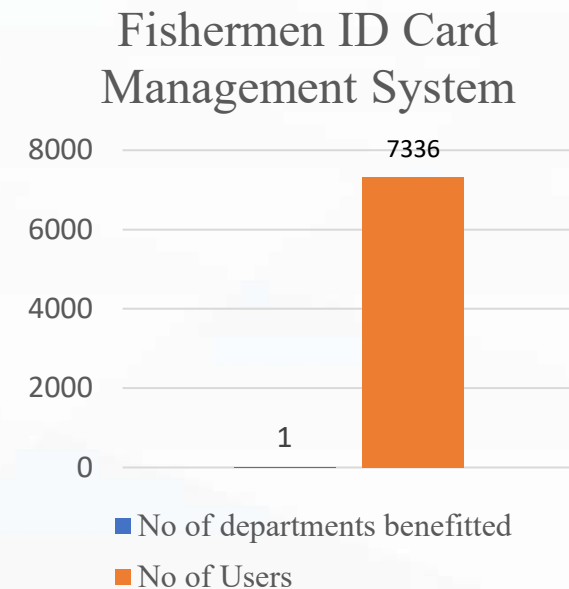 Fishermen ID Card
Management System
8000
7336
6000
4000
2000
1
0
No of departments benefitted
No of Users